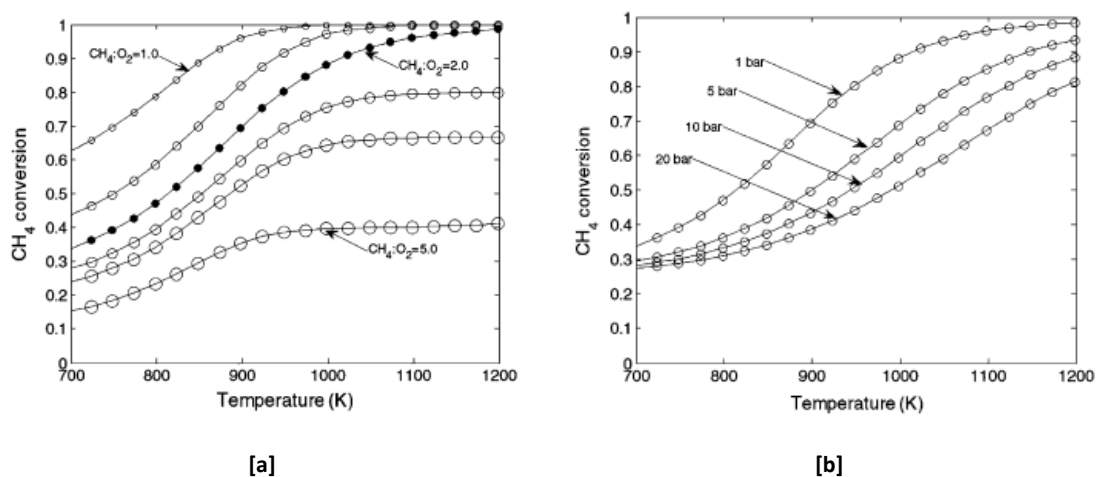 CH4 conversion
1
0.9
0.8
0.7
0.6
0.5
0.4
0.3
0.2
0.1
0
CH4:O2=1.0
CH4:O2=2.0
CH4:O2=5.0
700 800 900 1000 1100 1200
Temperature (K)
[a]
CH4 conversion
1
0.9
0.8
0.7
0.6
0.5
0.4
0.3
0.2
0.1
0
1 bar
5 bar
10 bar
20 bar
700 800 900 1000 1100 1200
Temperature (K)
[b]